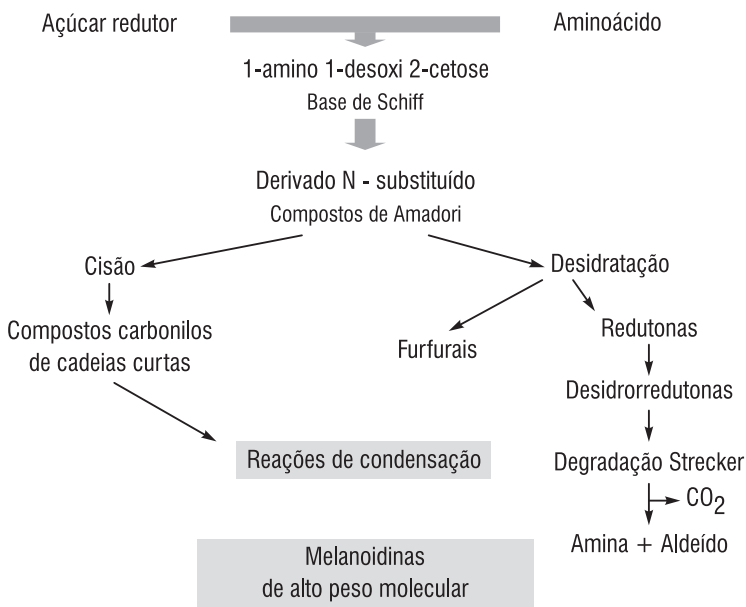 Açúcar redutor
Aminoácido
1-amino 1-desoxi 2-cetose
Base de Schiff
Derivado N - substituído
Compostos de Amadori
Cisão
Desidratação
Compostos carbonilos
de cadeias curtas
Furfurais
Redutonas
Desidrorredutonas
Reações de condensação
Degradação Strecker
CO2
Amina + Aldeído
Melanoidinas
de alto peso molecular